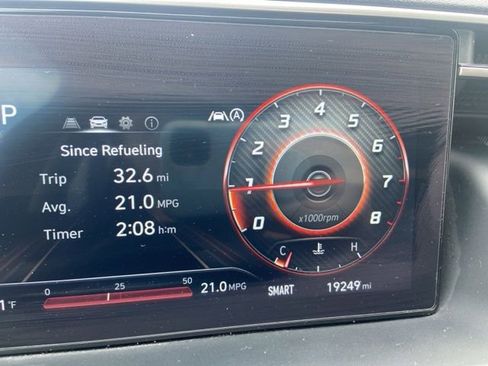 P
Since Refueling
Trip 32.6 mi
Avg. 21.0 MPG
Timer 2:08 h:m
0 1 2 3 4 5 6 7 8
x1000rpm
C H
0 25 50
1°F 21.0 MPG SMART 19249 mi